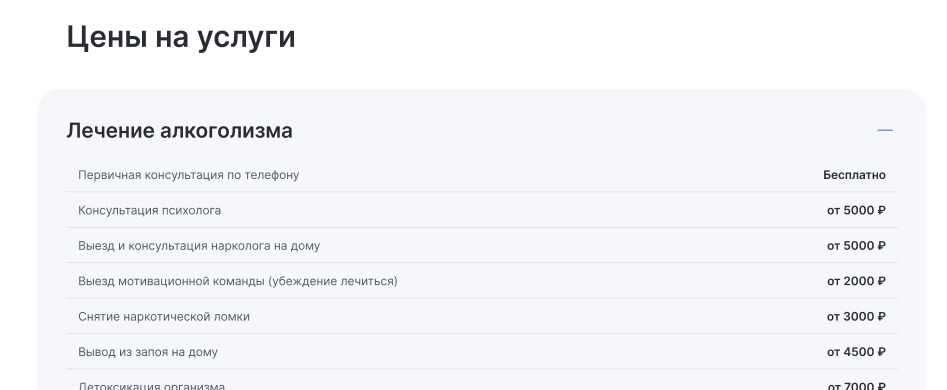 Цены на услуги
Лечение алкоголизма
Первичная консультация по телефону Бесплатно
Консультация психолога от 5000 ₽
Выезд и консультация нарколога на дому от 5000 ₽
Выезд мотивационной команды (убеждение лечиться) от 2000 ₽
Снятие наркотической ломки от 3000 ₽
Вывод из запоя на дому от 4500 ₽
Детоксикация организма от 7000 ₽